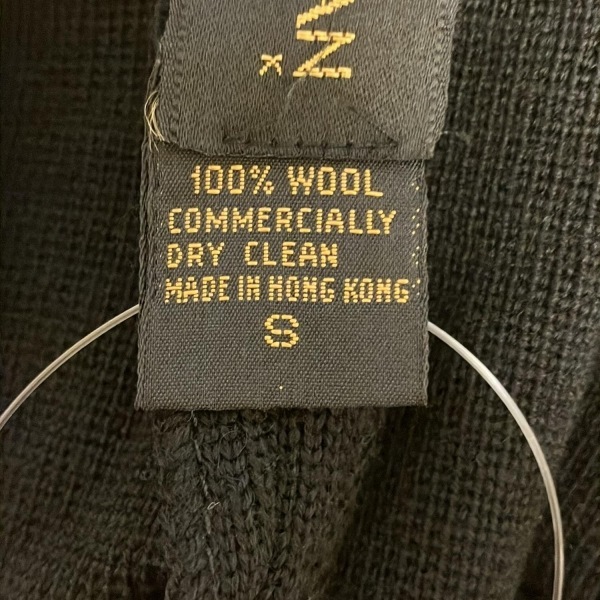 100% WOOL
COMMERCIALLY
DRY CLEAN
MADE IN HONG KONG
S